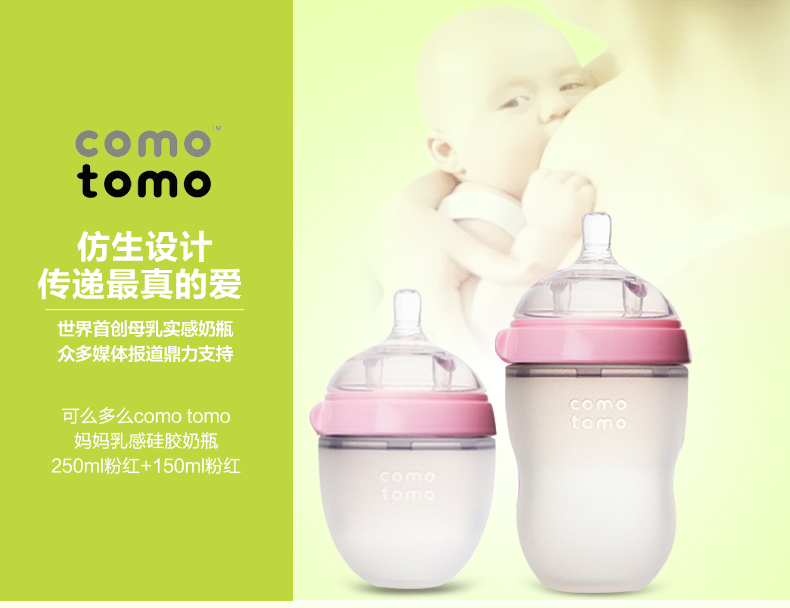 como™
tomo
仿生设计
传递最真的爱
世界首创母乳实感奶瓶
众多媒体报道鼎力支持
可么多么como tomo
妈妈乳感硅胶奶瓶
250ml粉红+150ml粉红
como
tomo
como
tomo